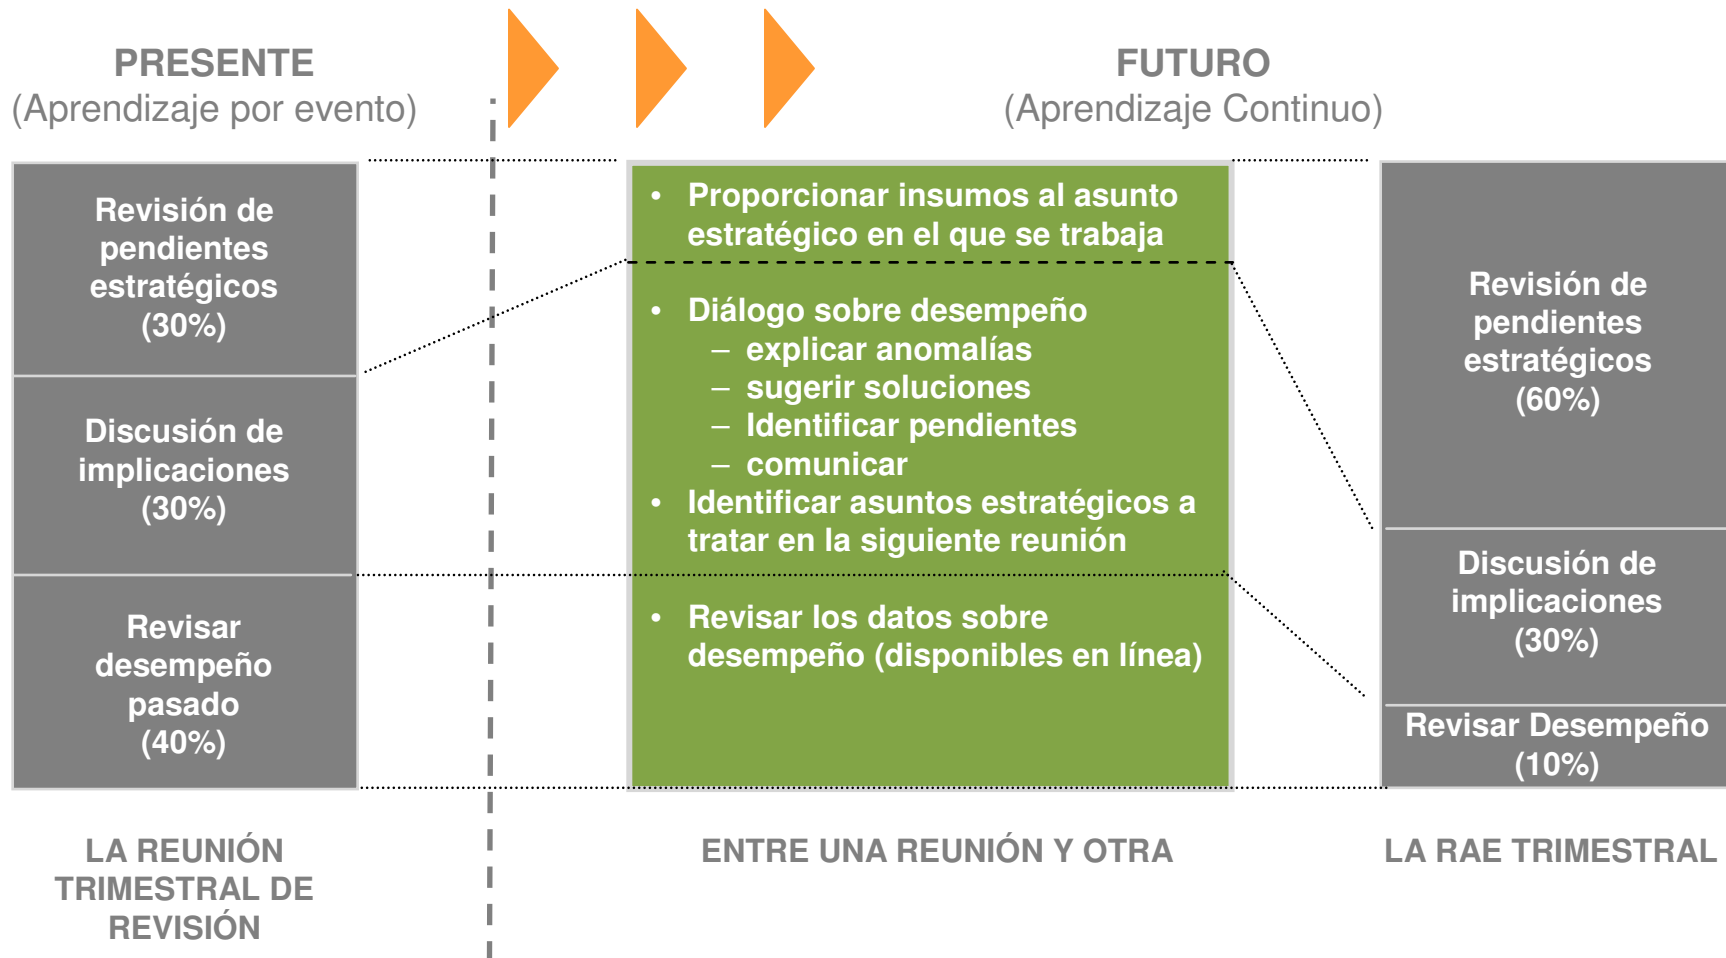 PRESENTE
(Aprendizaje por evento)
FUTURO
(Aprendizaje Continuo)
Revisión de
pendientes
estratégicos
(30%)
Discusión de
implicaciones
(30%)
Revisar
desempeño
pasado
(40%)
LA REUNIÓN
TRIMESTRAL DE
REVISIÓN
• Proporcionar insumos al asunto
estratégico en el que se trabaja
• Diálogo sobre desempeño
– explicar anomalías
– sugerir soluciones
– Identificar pendientes
– comunicar
• Identificar asuntos estratégicos a
tratar en la siguiente reunión
• Revisar los datos sobre
desempeño (disponibles en línea)
ENTRE UNA REUNIÓN Y OTRA
Revisión de
pendientes
estratégicos
(60%)
Discusión de
implicaciones
(30%)
Revisar Desempeño
(10%)
LA RAE TRIMESTRAL